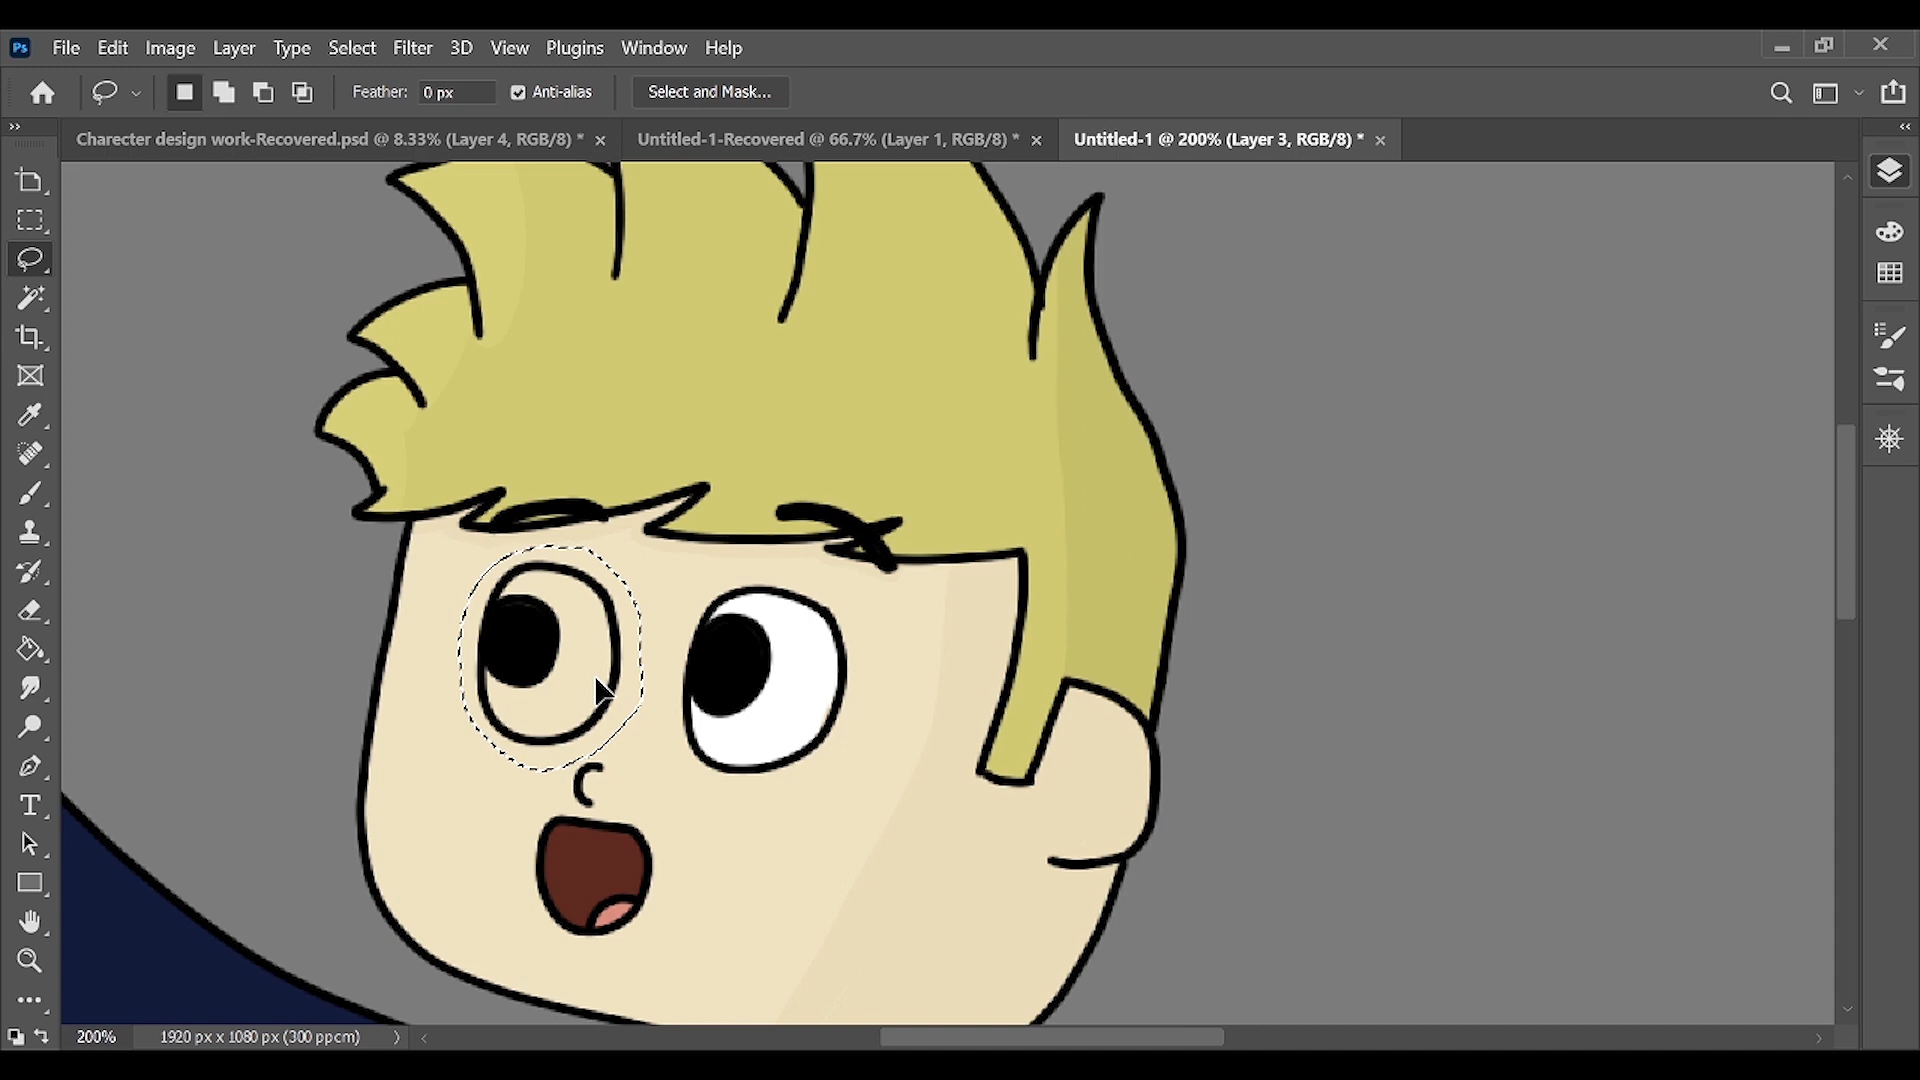 Ps File Edit Image Layer Type Select Filter 3D View Plugins Window Help
Feather: 0 px Anti-alias Select and Mask...
Charecter design work-Recovered.psd @ 8.33% (Layer 4, RGB/8) * Untitled-1-Recovered @ 66.7% (Layer 1, RGB/8) * Untitled-1 @ 200% (Layer 3, RGB/8) *
T
200% 1920 px x 1080 px (300 ppcm)